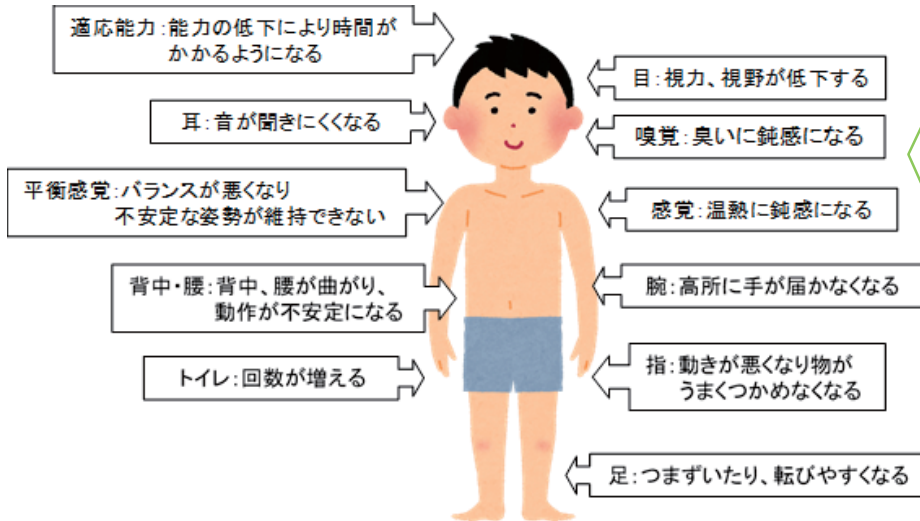 適応能力:能力の低下により時間が
かかるようになる
目:視力、視野が低下する
耳:音が聞きにくくなる
嗅覚:臭いに鈍感になる
平衡感覚:バランスが悪くなり
不安定な姿勢が維持できない
感覚:温熱に鈍感になる
背中・腰:背中、腰が曲がり、
動作が不安定になる
腕:高所に手が届かなくなる
トイレ:回数が増える
指:動きが悪くなり物が
うまくつかめなくなる
足:つまずいたり、転びやすくなる